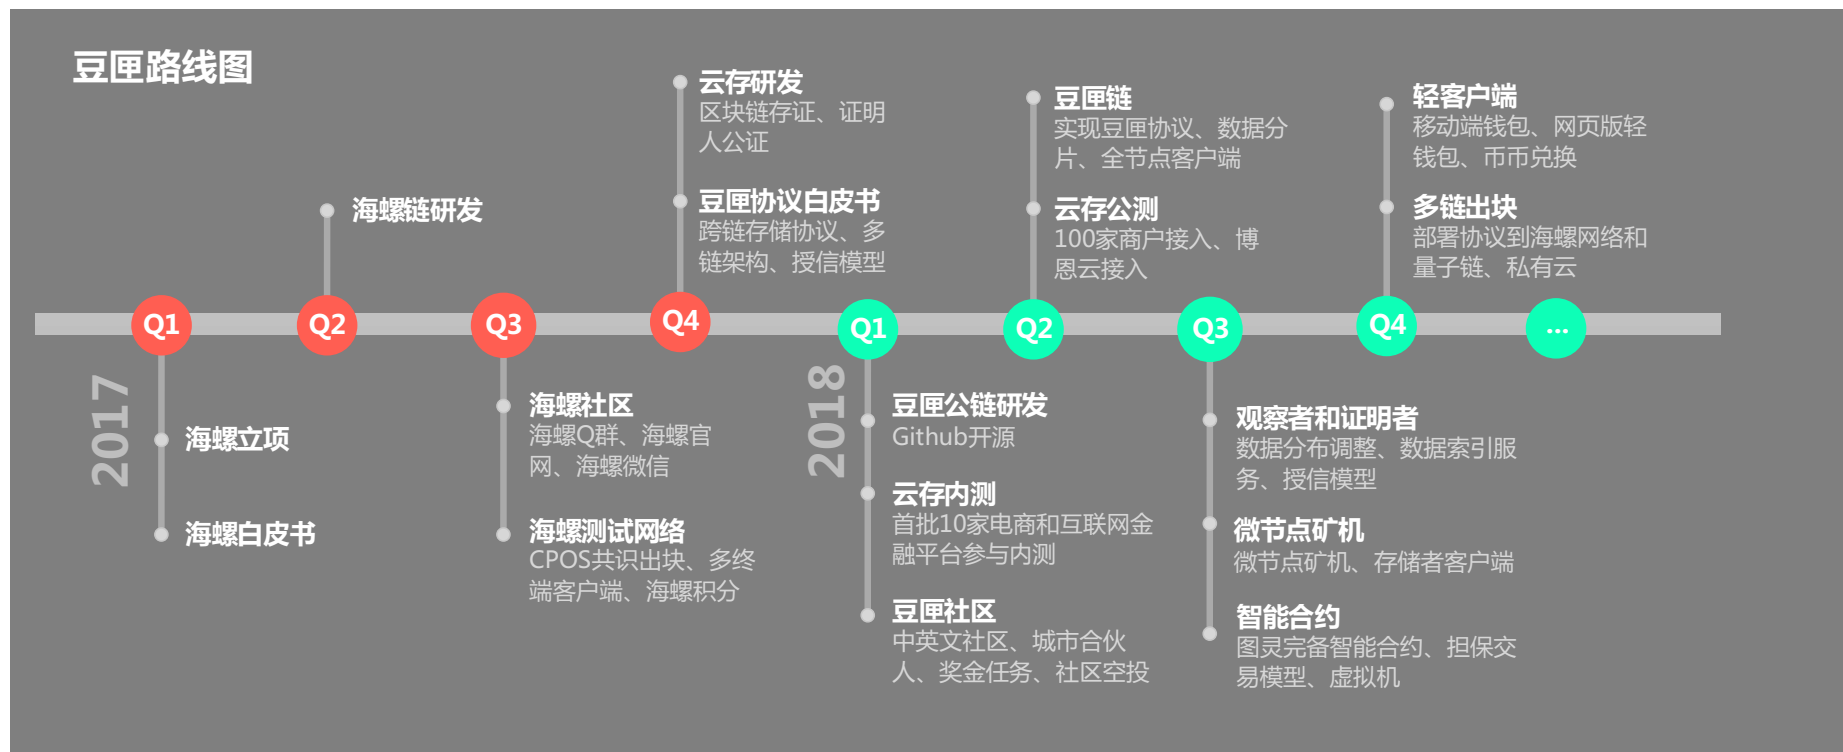 豆匣路线图
2017
Q1
海螺立项
海螺白皮书
Q2
海螺链研发
Q3
海螺社区
海螺Q群、海螺官
网、海螺微信
海螺测试网络
CPOS共识出块、多终
端客户端、海螺积分
Q4
云存研发
区块链存证、证明
人公证
豆匣协议白皮书
跨链存储协议、多
链架构、授信模型
2018
Q1
豆匣公链研发
Github开源
云存内测
首批10家电商和互联网金
融平台参与内测
豆匣社区
中英文社区、城市合伙
人、奖金任务、社区空投
Q2
豆匣链
实现豆匣协议、数据分
片、全节点客户端
云存公测
100家商户接入、博
恩云接入
Q3
观察者和证明者
数据分布调整、数据索引服
务、授信模型
微节点矿机
微节点矿机、存储者客户端
智能合约
图灵完备智能合约、担保交
易模型、虚拟机
Q4
轻客户端
移动端钱包、网页版轻
钱包、币币兑换
多链出块
部署协议到海螺网络和
量子链、私有云
...